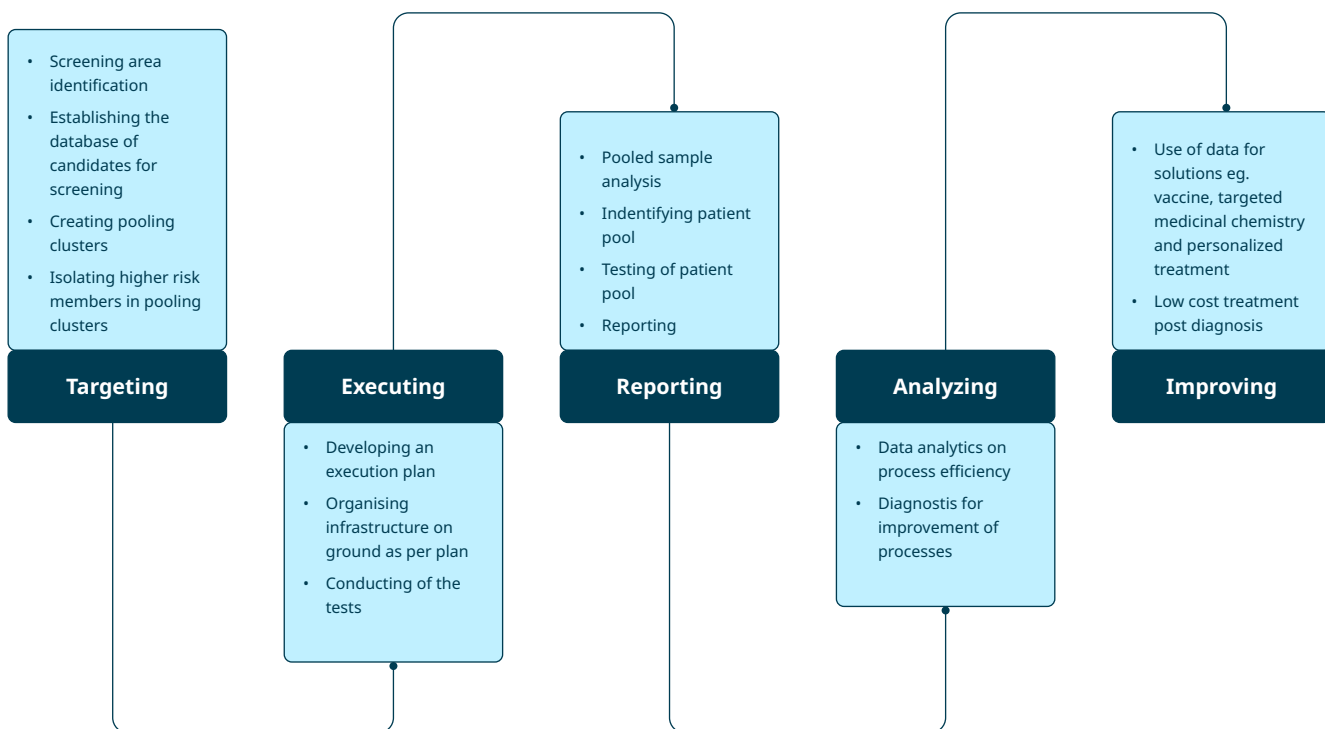 • Screening area
identification
• Establishing the
database of
candidates for
screening
• Creating pooling
clusters
• Isolating higher risk
members in pooling
clusters
Targeting
Executing
• Developing an
execution plan
• Organising
infrastructure on
ground as per plan
• Conducting of the
tests
• Pooled sample
analysis
• Indentifying patient
pool
• Testing of patient
pool
• Reporting
Reporting
Analyzing
• Data analytics on
process efficiency
• Diagnostis for
improvement of
processes
• Use of data for
solutions eg.
vaccine, targeted
medicinal chemistry
and personalized
treatment
• Low cost treatment
post diagnosis
Improving